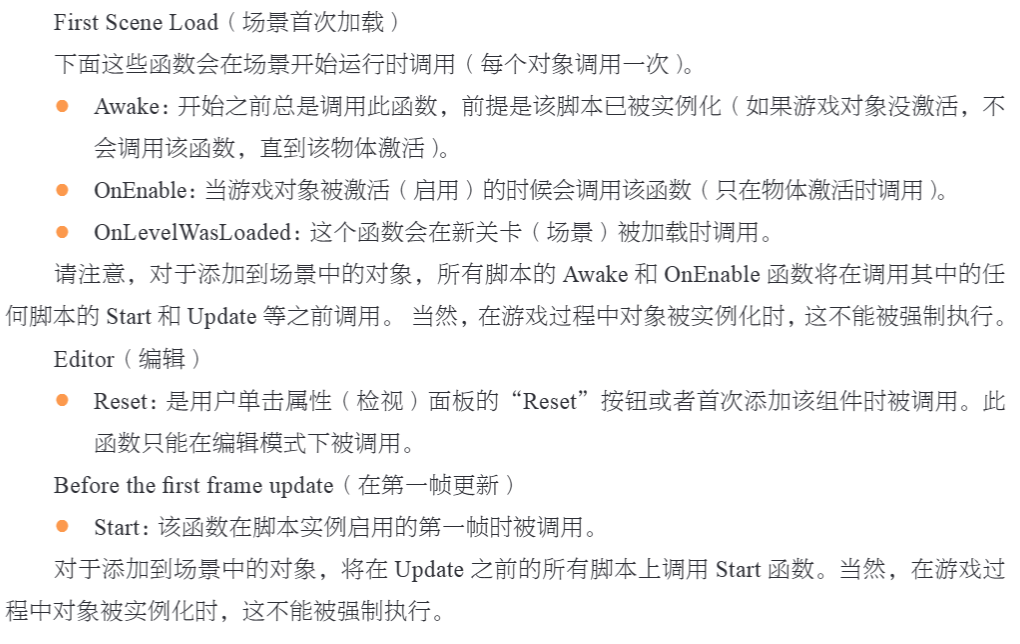 First Scene Load（场景首次加载）
下面这些函数会在场景开始运行时调用（每个对象调用一次）。
● Awake：开始之前总是调用此函数，前提是该脚本已被实例化（如果游戏对象没激活，不
会调用该函数，直到该物体激活）。
● OnEnable：当游戏对象被激活（启用）的时候会调用该函数（只在物体激活时调用）。
● OnLevelWasLoaded：这个函数会在新关卡（场景）被加载时调用。
请注意，对于添加到场景中的对象，所有脚本的 Awake 和 OnEnable 函数将在调用其中的任
何脚本的 Start 和 Update 等之前调用。 当然，在游戏过程中对象被实例化时，这不能被强制执行。
Editor（编辑）
● Reset：是用户单击属性（检视）面板的“Reset”按钮或者首次添加该组件时被调用。此
函数只能在编辑模式下被调用。
Before the first frame update（在第一帧更新）
● Start：该函数在脚本实例启用的第一帧时被调用。
对于添加到场景中的对象，将在 Update 之前的所有脚本上调用 Start 函数。当然，在游戏过
程中对象被实例化时，这不能被强制执行。